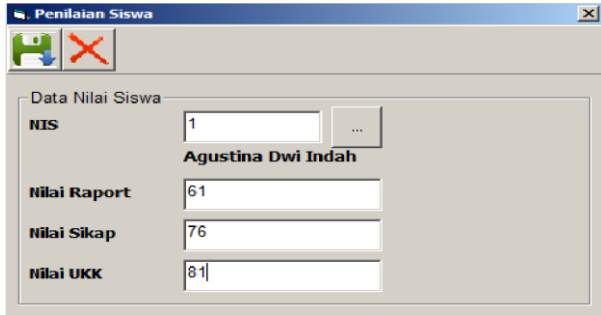 Penilaian Siswa
Data Nilai Siswa
NIS 1 ...
Agustina Dwi Indah
Nilai Raport 61
Nilai Sikap 76
Nilai UKK 81